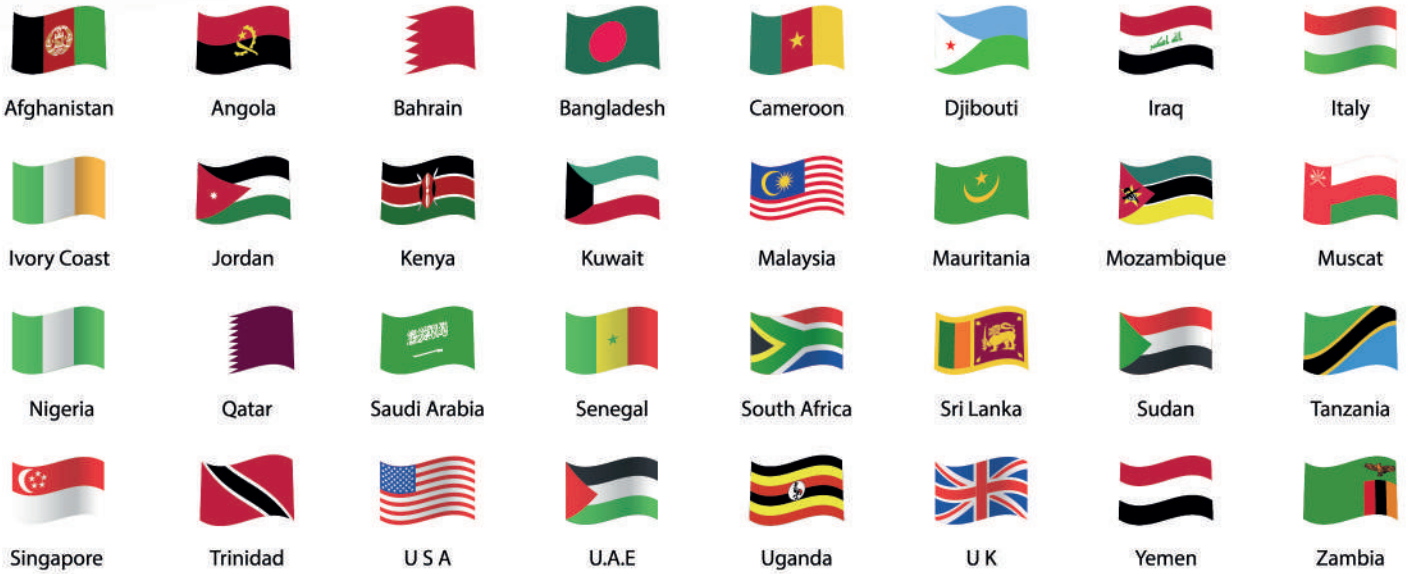 Afghanistan Angola Bahrain Bangladesh Cameroon Djibouti Iraq Italy
Ivory Coast Jordan Kenya Kuwait Malaysia Mauritania Mozambique Muscat
Nigeria Qatar Saudi Arabia Senegal South Africa Sri Lanka Sudan Tanzania
Singapore Trinidad U S A U.A.E Uganda U K Yemen Zambia